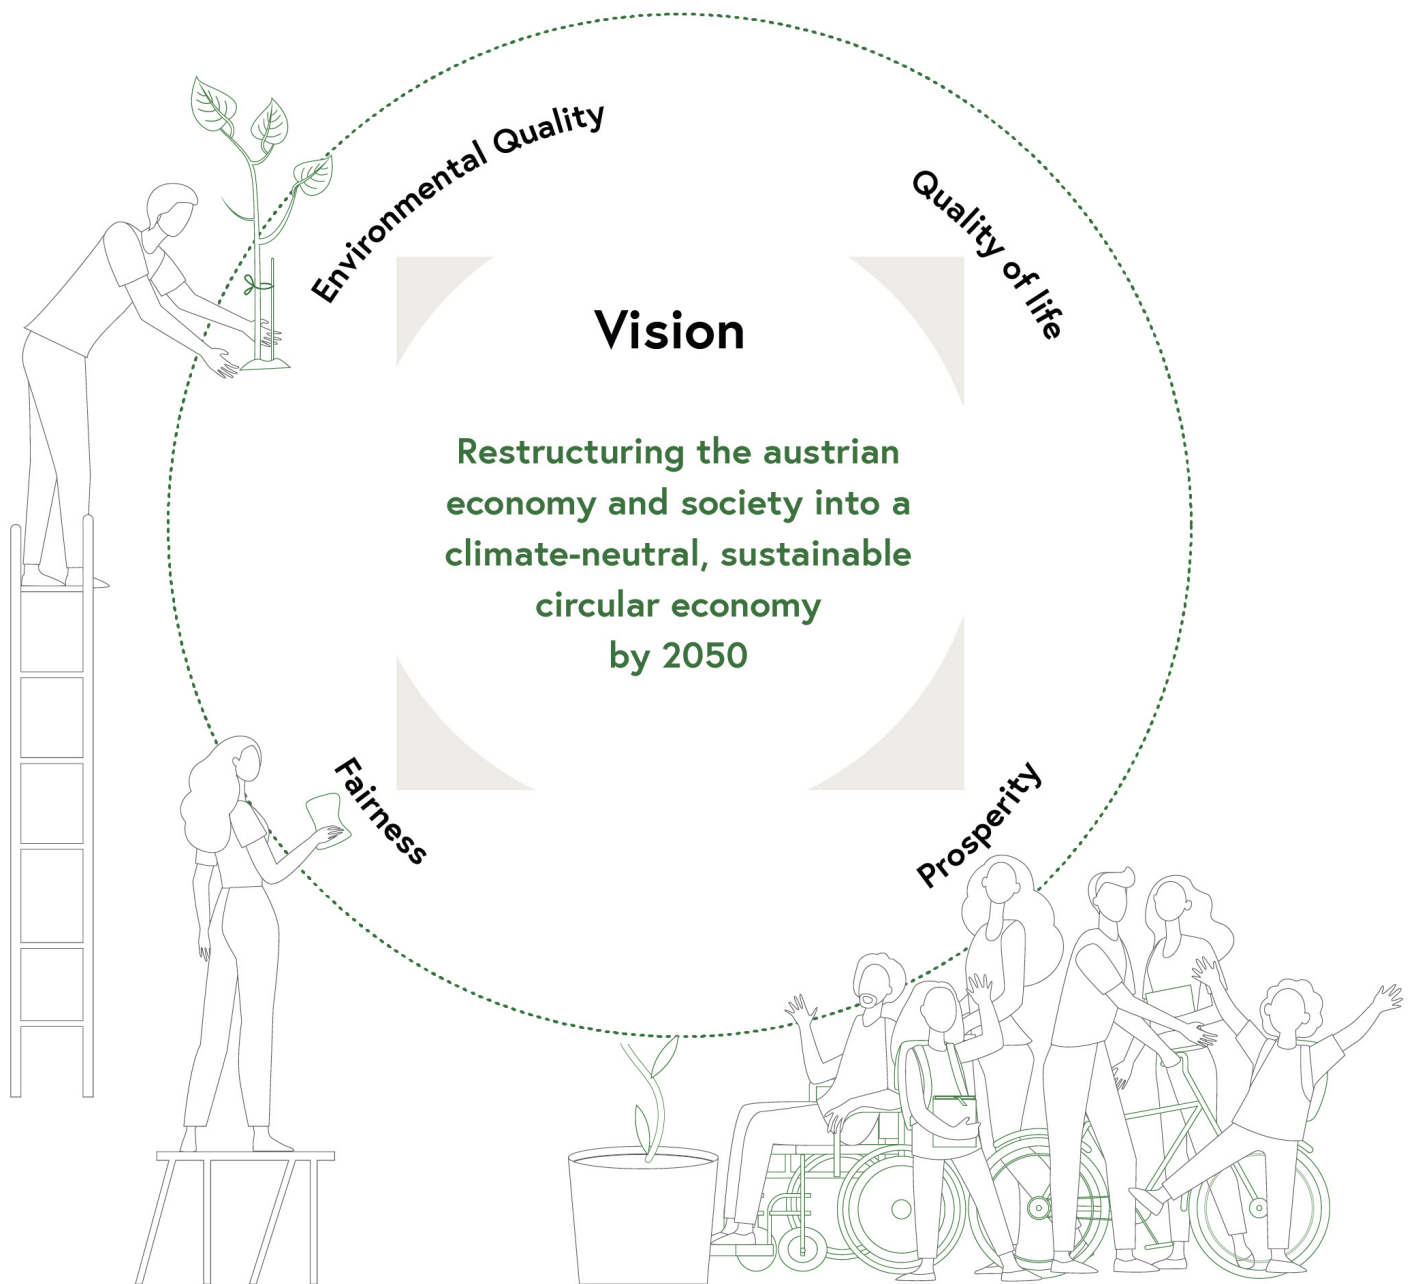 Environmental Quality
Quality of life
Vision
Restructuring the austrian
economy and society into a
climate-neutral, sustainable
circular economy
by 2050
Fairness
Prosperity